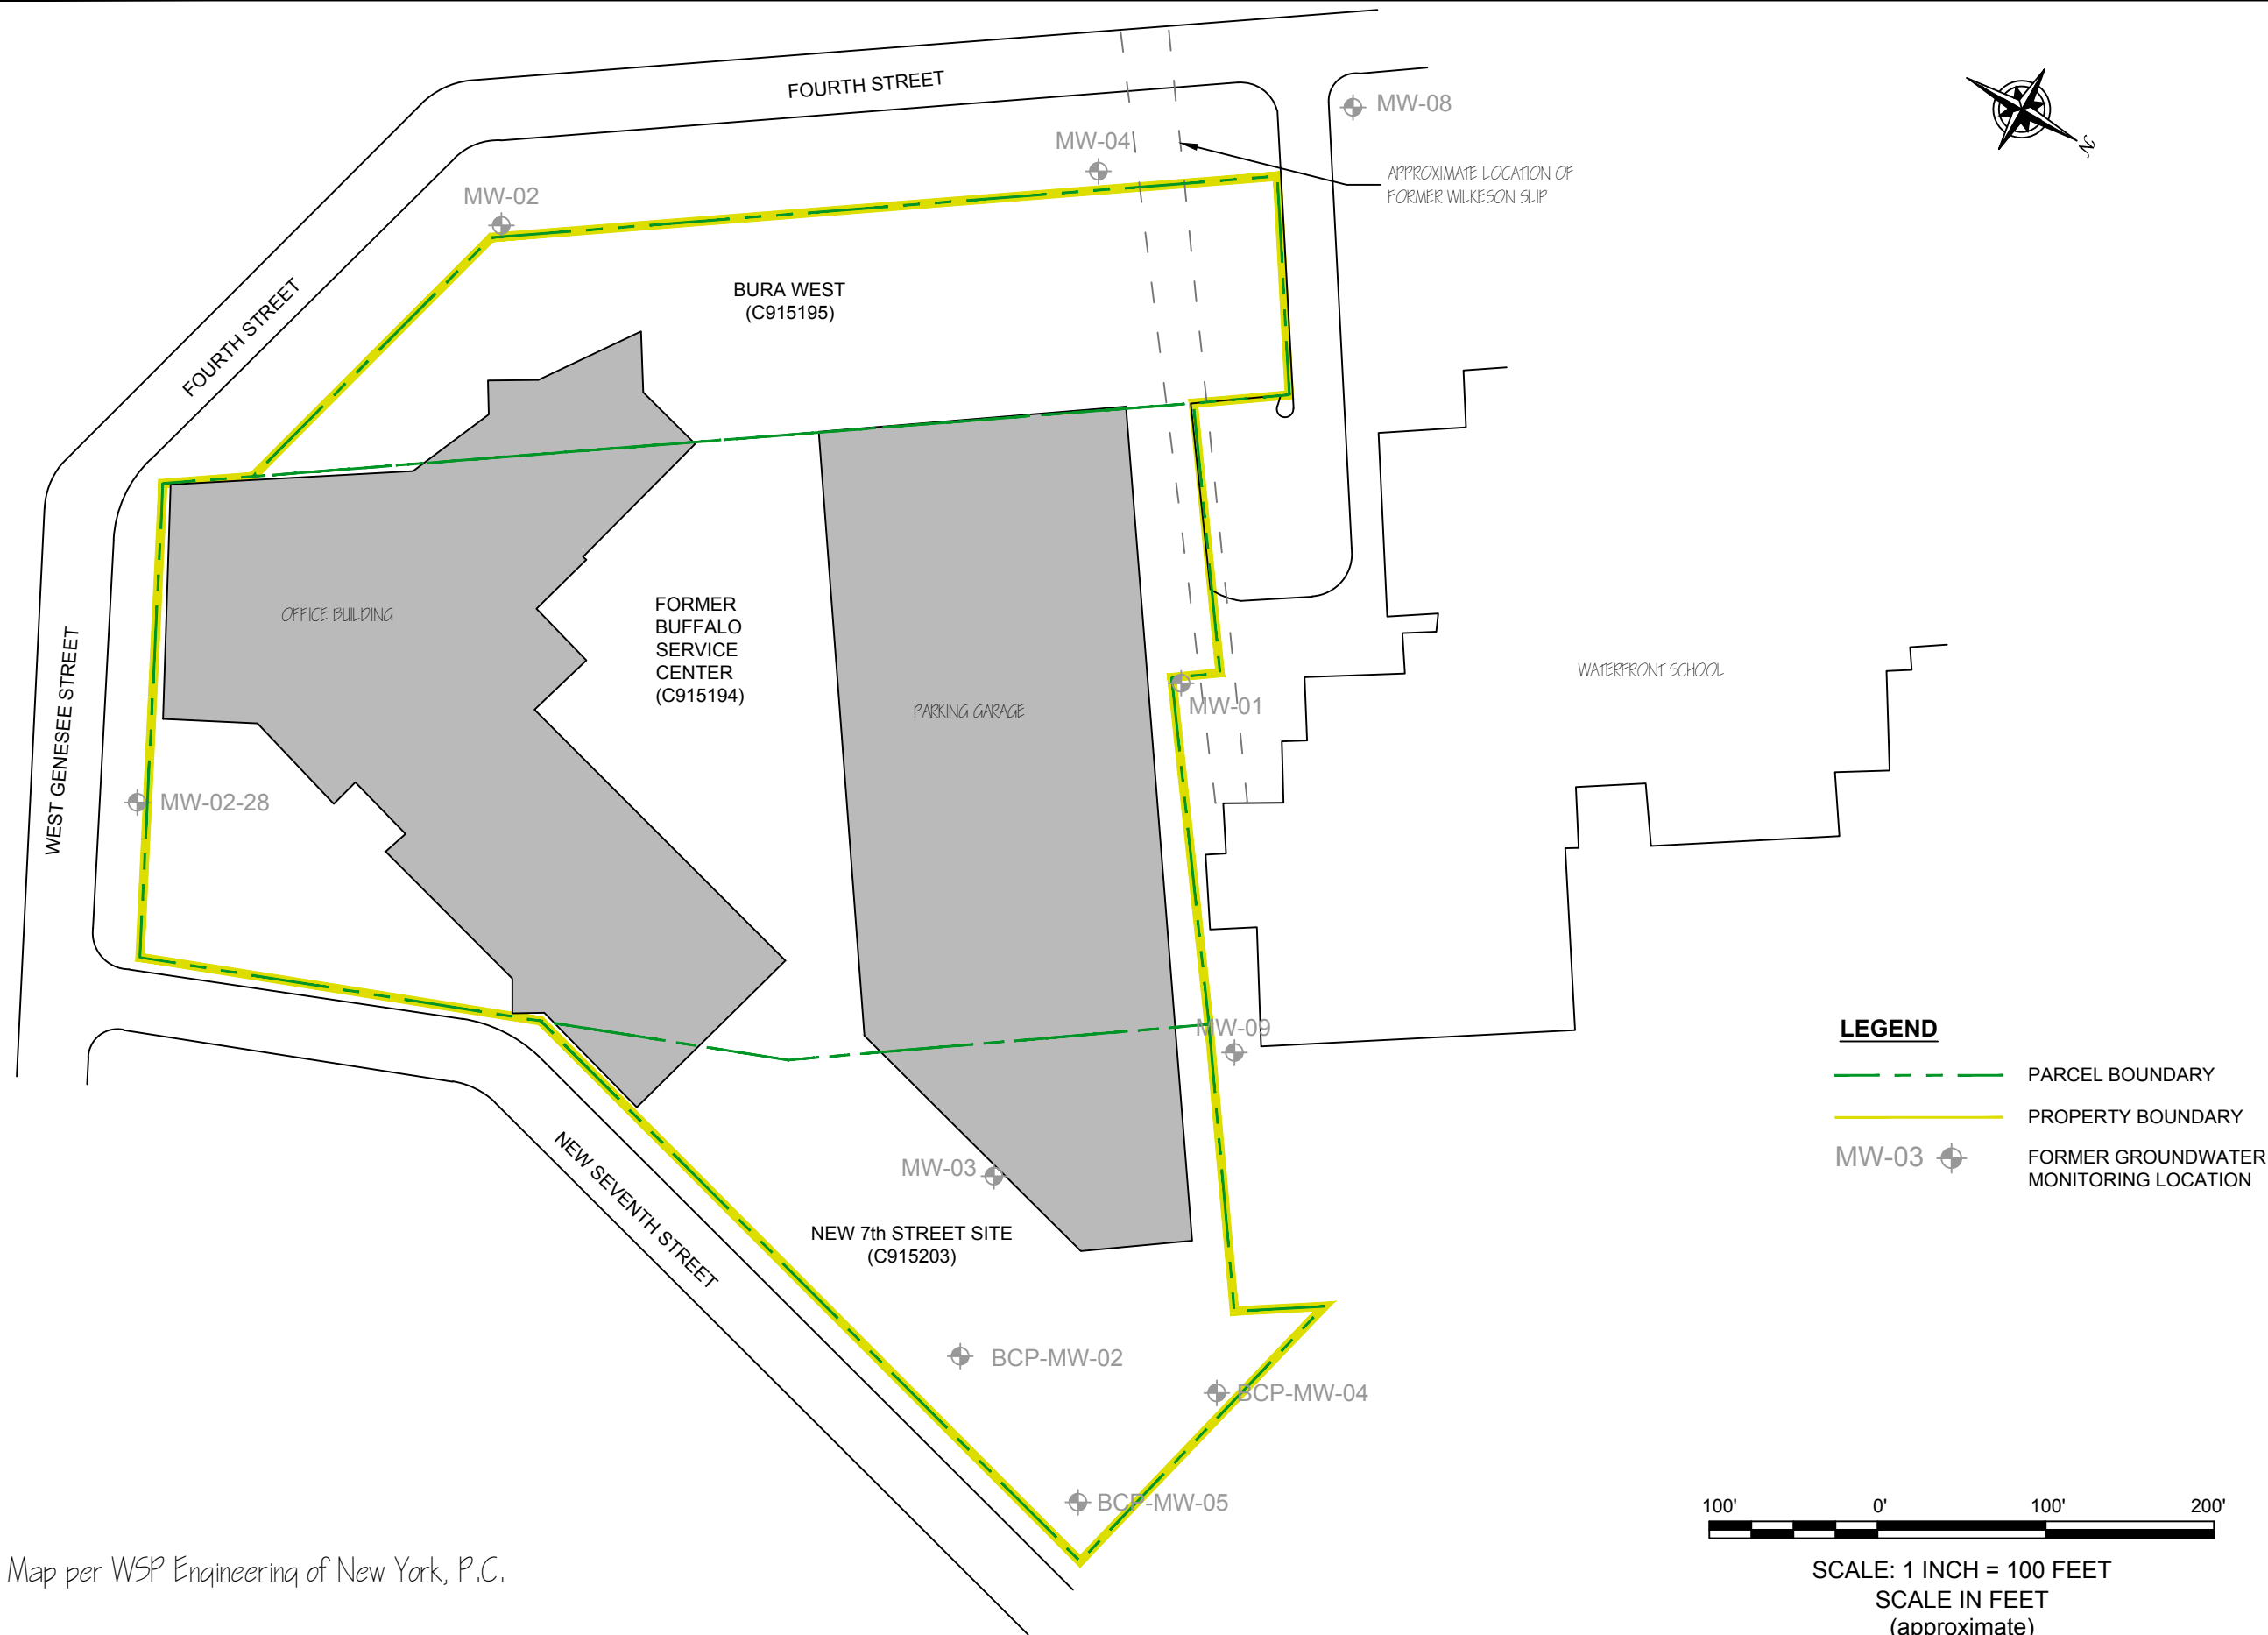 FOURTH STREET
MW-08
MW-04
APPROXIMATE LOCATION OF
FORMER WILKESON SLIP
N
MW-02
BURA WEST
(C915195)
FOURTH STREET
OFFICE BUILDING
FORMER
BUFFALO
SERVICE
CENTER
(C915194)
PARKING GARAGE
MW-01
WATERFRONT SCHOOL
WEST GENESEE STREET
MW-02-28
MW-09
LEGEND
PARCEL BOUNDARY
PROPERTY BOUNDARY
MW-03
FORMER GROUNDWATER
MONITORING LOCATION
MW-03
NEW SEVENTH STREET
NEW 7th STREET SITE
(C915203)
BCP-MW-02
BCP-MW-04
BCP-MW-05
100' 0' 100' 200'
SCALE: 1 INCH = 100 FEET
SCALE IN FEET
(approximate)
Map per WSP Engineering of New York, P.C.